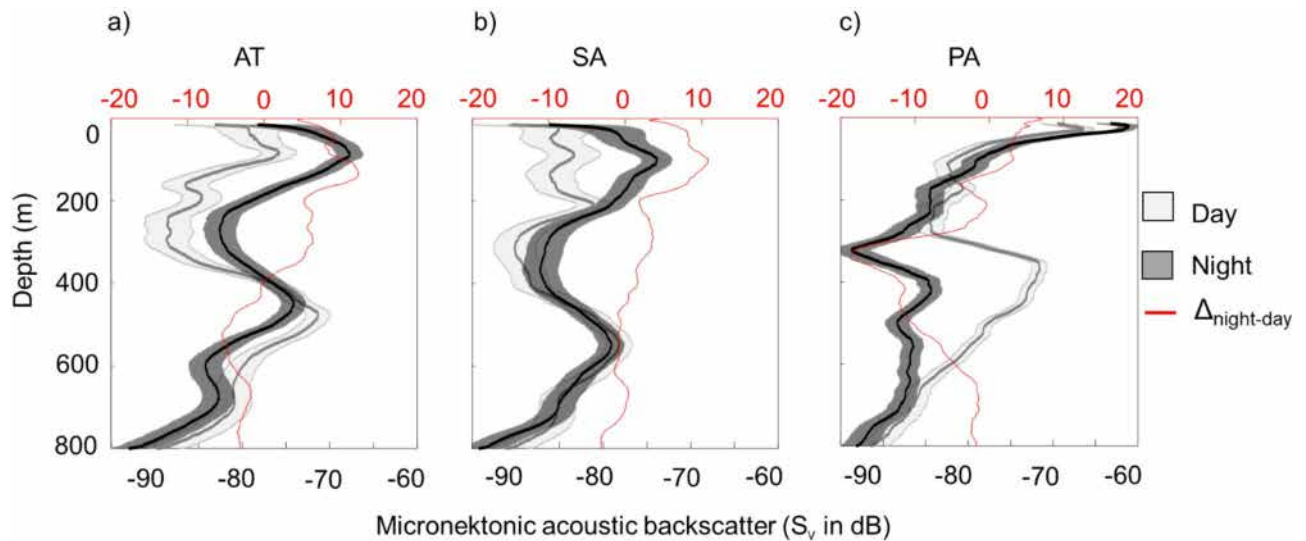 a) b) c)
AT SA PA
-20 -10 0 10 20 -20 -10 0 10 20 -20 -10 0 10 20
0
200
400
600
800
Depth (m)
-90 -80 -70 -60 -90 -80 -70 -60 -90 -80 -70 -60
Micronektonic acoustic backscatter (Sᵥ in dB)
Day
Night
Δnight-day